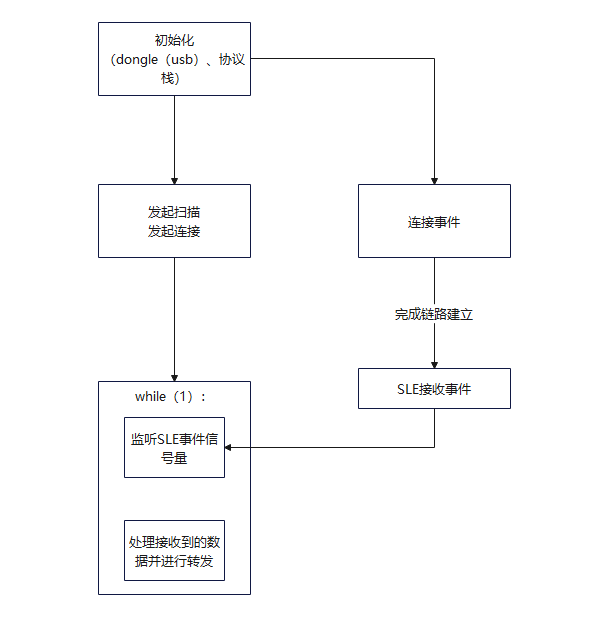 初始化
（dongle（usb）、协议
栈）
发起扫描
发起连接
连接事件
完成链路建立
SLE接收事件
while（1）:
监听SLE事件信
号量
处理接收到的数
据并进行转发